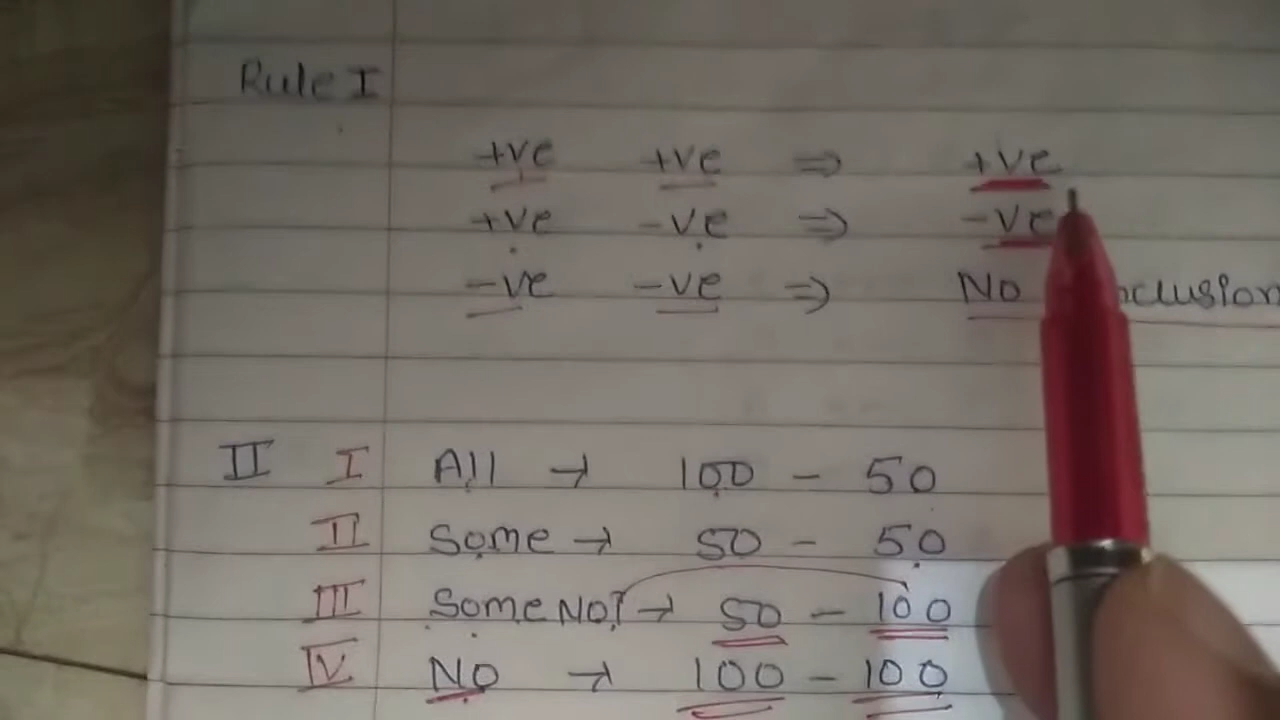 Rule I
+ve +ve ⇒ +ve
+ve -ve ⇒ -ve
-ve -ve ⇒ No nclusion
II I All → 100 - 50
II Some → 50 - 50
III Some NOT → 50 - 100
IV NO → 100 - 100